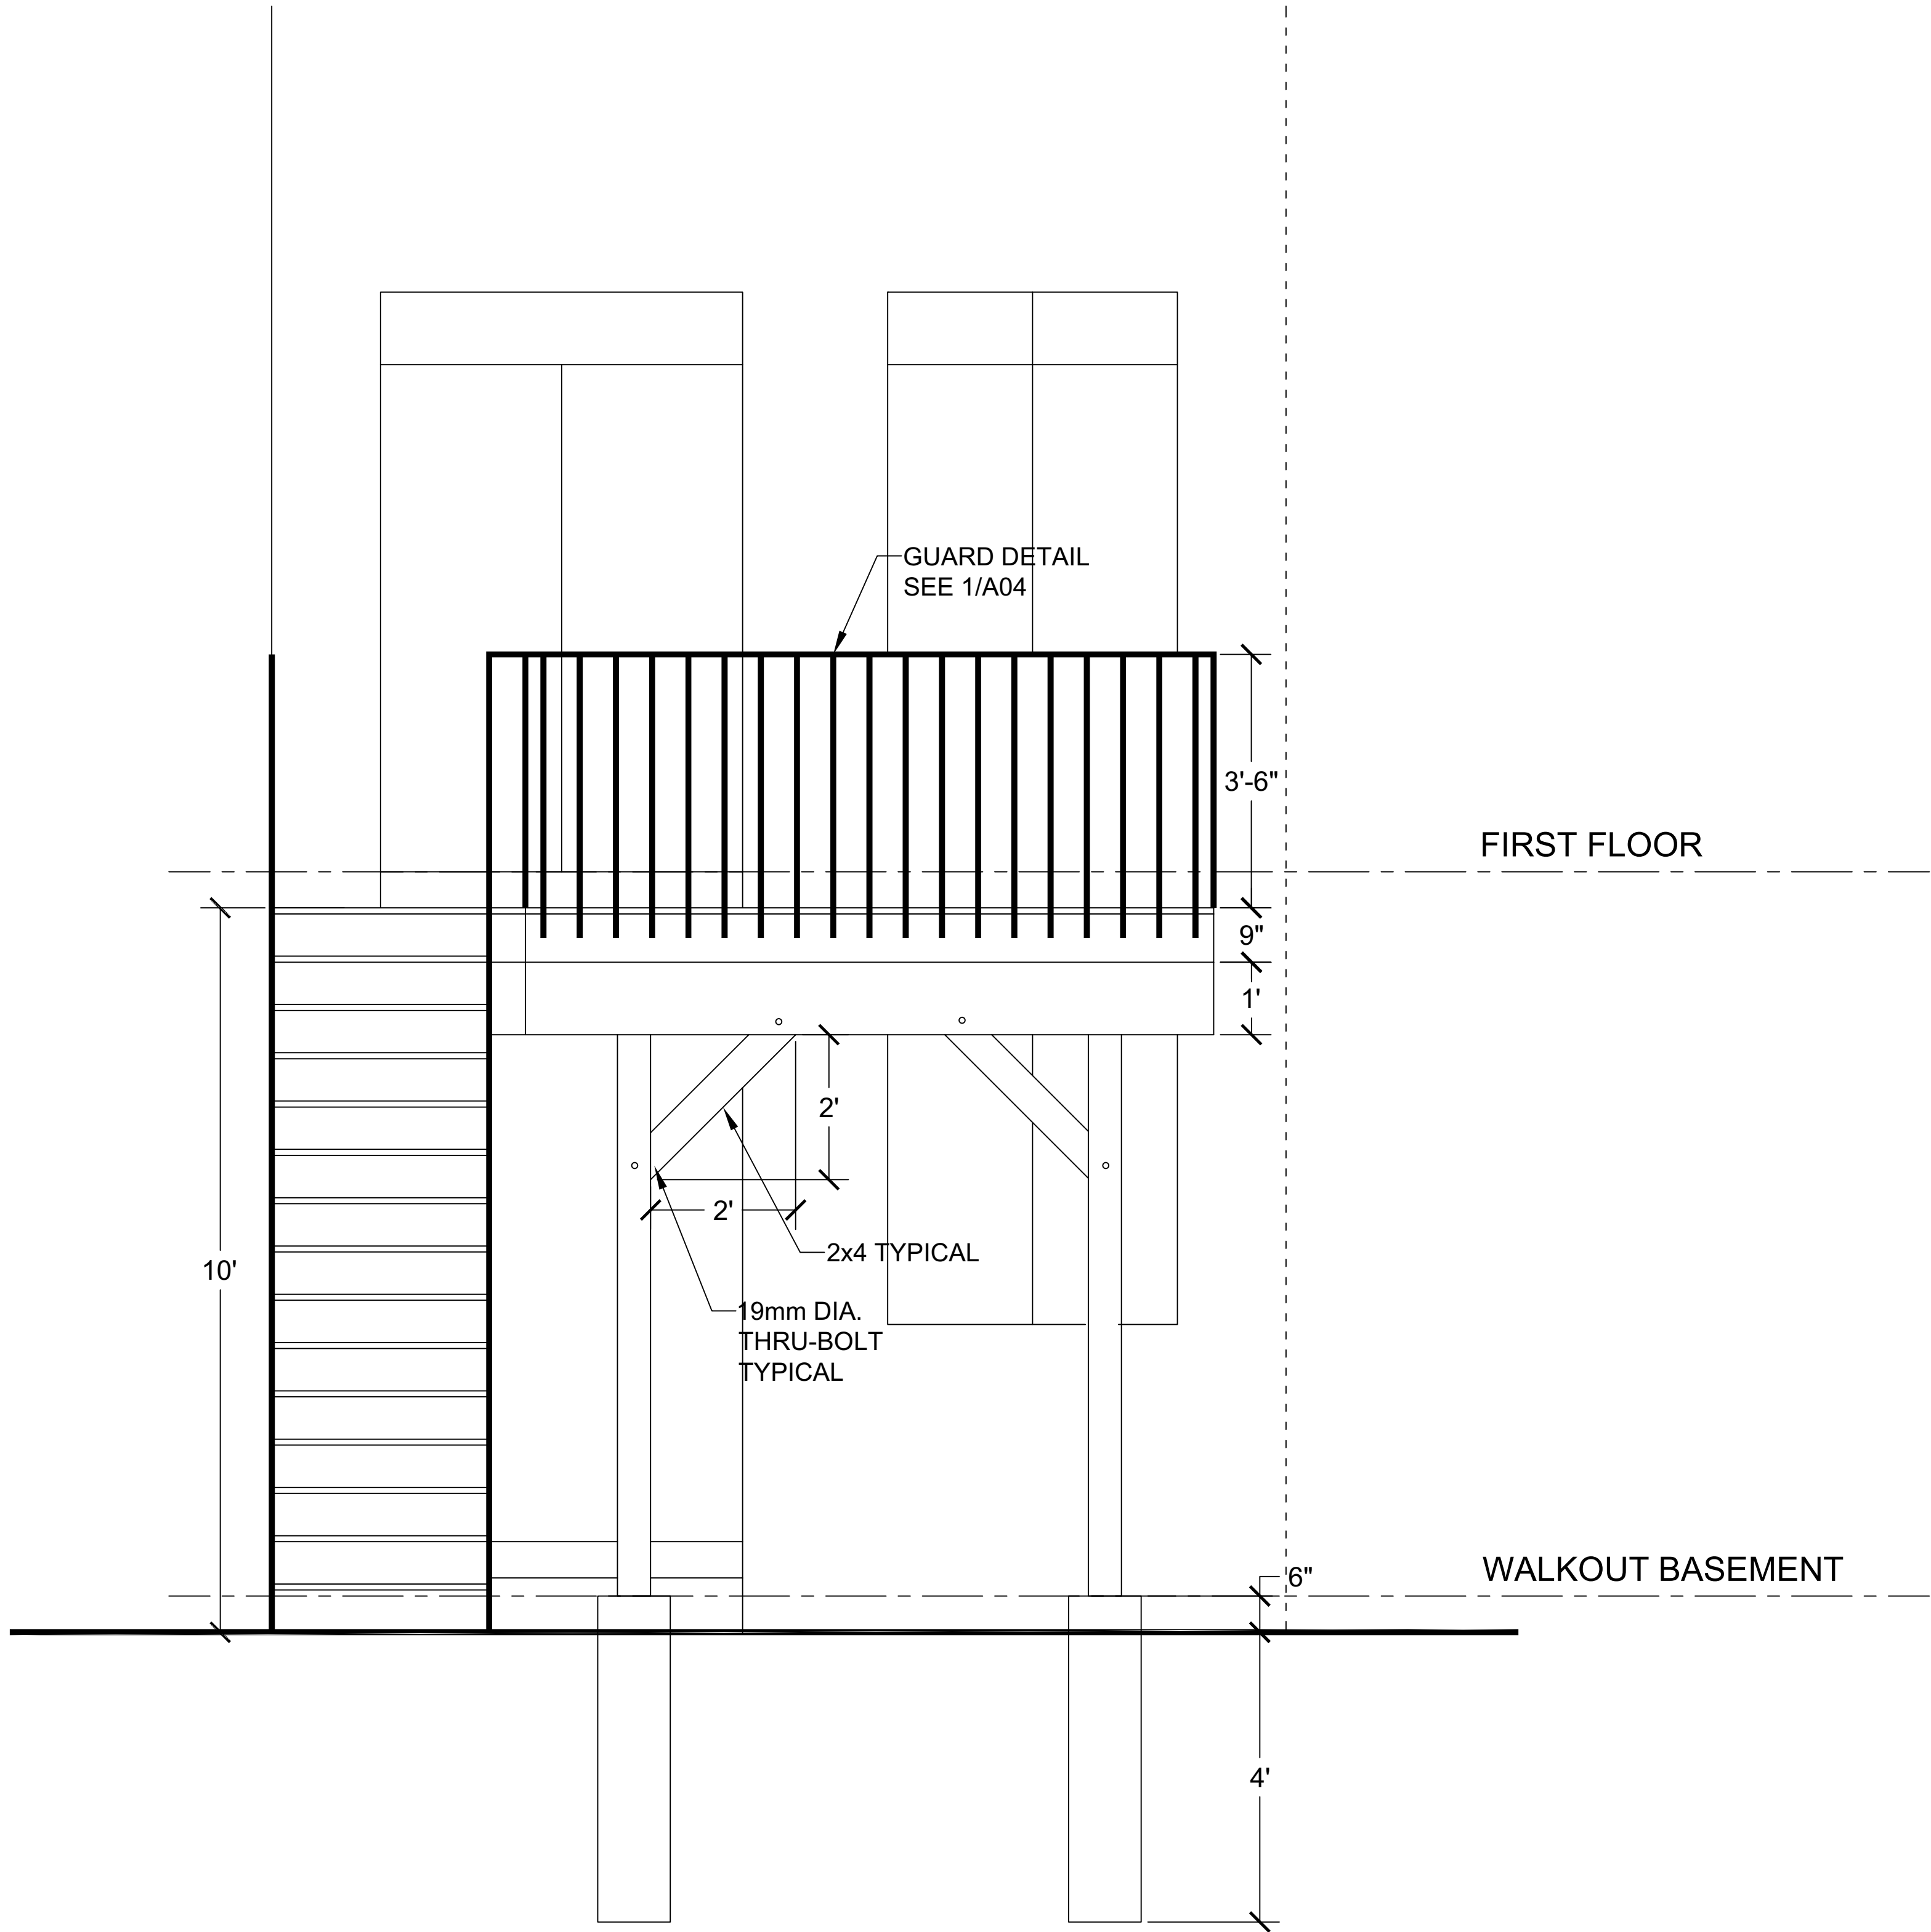 GUARD DETAIL
SEE 1/A04
3'-6"
FIRST FLOOR
9"
1'
2'
2'
2x4 TYPICAL
10'
19mm DIA.
THRU-BOLT
TYPICAL
6"
WALKOUT BASEMENT
4'